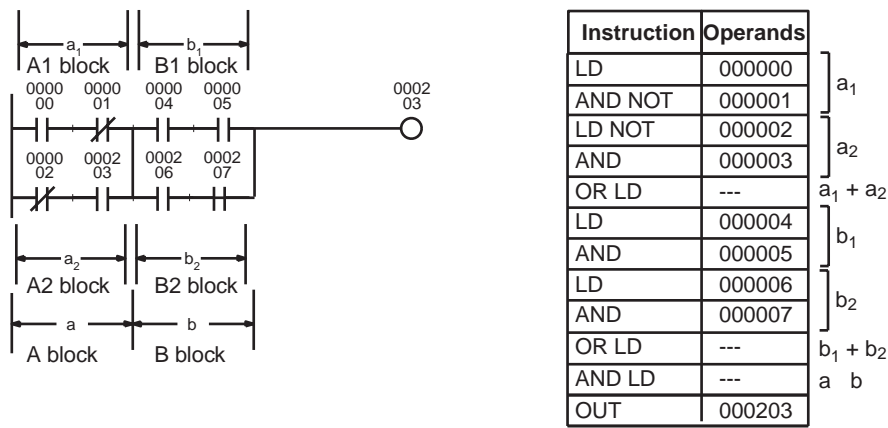 a1 b1
A1 block B1 block
0000 0000 0000 0000 0002
00 01 04 05 03
0000 0002 0002 0002
02 03 06 07
a2 b2
A2 block B2 block
a b
A block B block
Instruction Operands
LD 000000
AND NOT 000001
a1
LD NOT 000002
AND 000003
a2
OR LD --- a1 + a2
LD 000004
AND 000005
b1
LD 000006
AND 000007
b2
OR LD --- b1 + b2
AND LD --- a b
OUT 000203